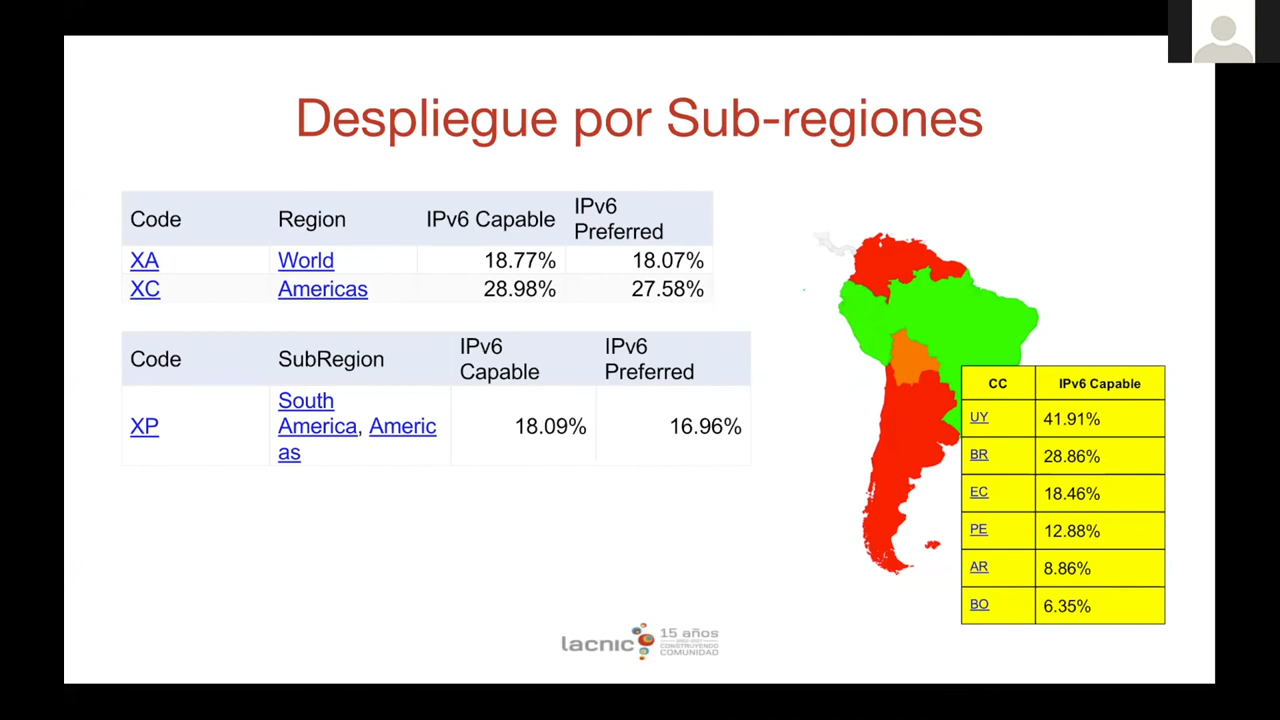 Despliegue por Sub-regiones
Code Region IPv6 Capable IPv6 Preferred
XA World 18.77% 18.07%
XC Americas 28.98% 27.58%
Code SubRegion IPv6 Capable IPv6 Preferred
XP South America, Americas 18.09% 16.96%
CC IPv6 Capable
UY 41.91%
BR 28.86%
EC 18.46%
PE 12.88%
AR 8.86%
BO 6.35%
lacnic
15 años
CONSTRUYENDO
COMUNIDAD